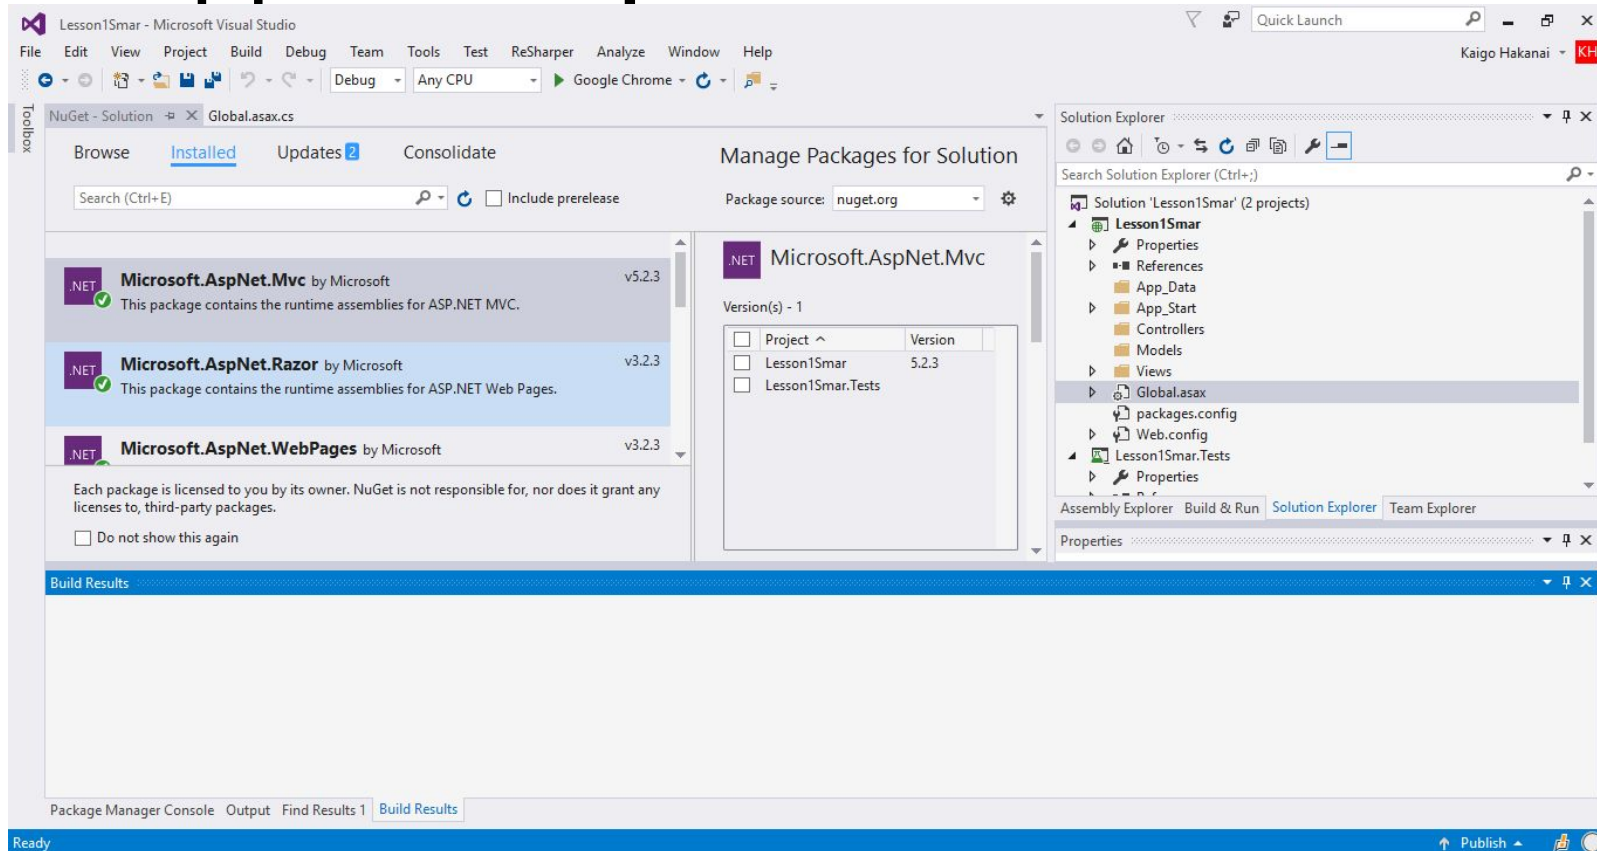 Lesson1Smar - Microsoft Visual Studio
Quick Launch
File Edit View Project Build Debug Team Tools Test ReSharper Analyze Window Help
Kaigo Hakanai KH
Debug Any CPU Google Chrome
Toolbox
NuGet - Solution Global.asax.cs
Browse Installed Updates 2 Consolidate
Manage Packages for Solution
Search (Ctrl+E) Include prerelease
Package source: nuget.org
.NET Microsoft.AspNet.Mvc by Microsoft v5.2.3
This package contains the runtime assemblies for ASP.NET MVC.
.NET Microsoft.AspNet.Razor by Microsoft v3.2.3
This package contains the runtime assemblies for ASP.NET Web Pages.
.NET Microsoft.AspNet.WebPages by Microsoft v3.2.3
Each package is licensed to you by its owner. NuGet is not responsible for, nor does it grant any
licenses to, third-party packages.
Do not show this again
.NET Microsoft.AspNet.Mvc
Version(s) - 1
Project Version
Lesson1Smar 5.2.3
Lesson1Smar.Tests
Solution Explorer
Search Solution Explorer (Ctrl+;)
Solution 'Lesson1Smar' (2 projects)
Lesson1Smar
Properties
References
App_Data
App_Start
Controllers
Models
Views
Global.asax
packages.config
Web.config
Lesson1Smar.Tests
Properties
Assembly Explorer Build & Run Solution Explorer Team Explorer
Properties
Build Results
Package Manager Console Output Find Results 1 Build Results
Ready
Publish